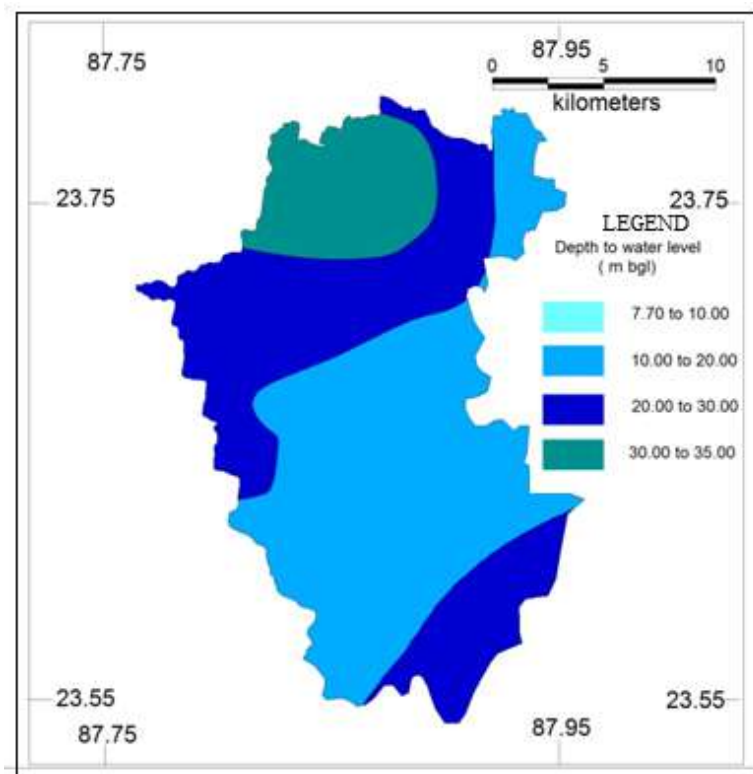 87.75
87.95
0 5 10
kilometers
23.75
23.75
LEGEND
Depth to water level
( m bgl)
7.70 to 10.00
10.00 to 20.00
20.00 to 30.00
30.00 to 35.00
23.55
23.55
87.75
87.95